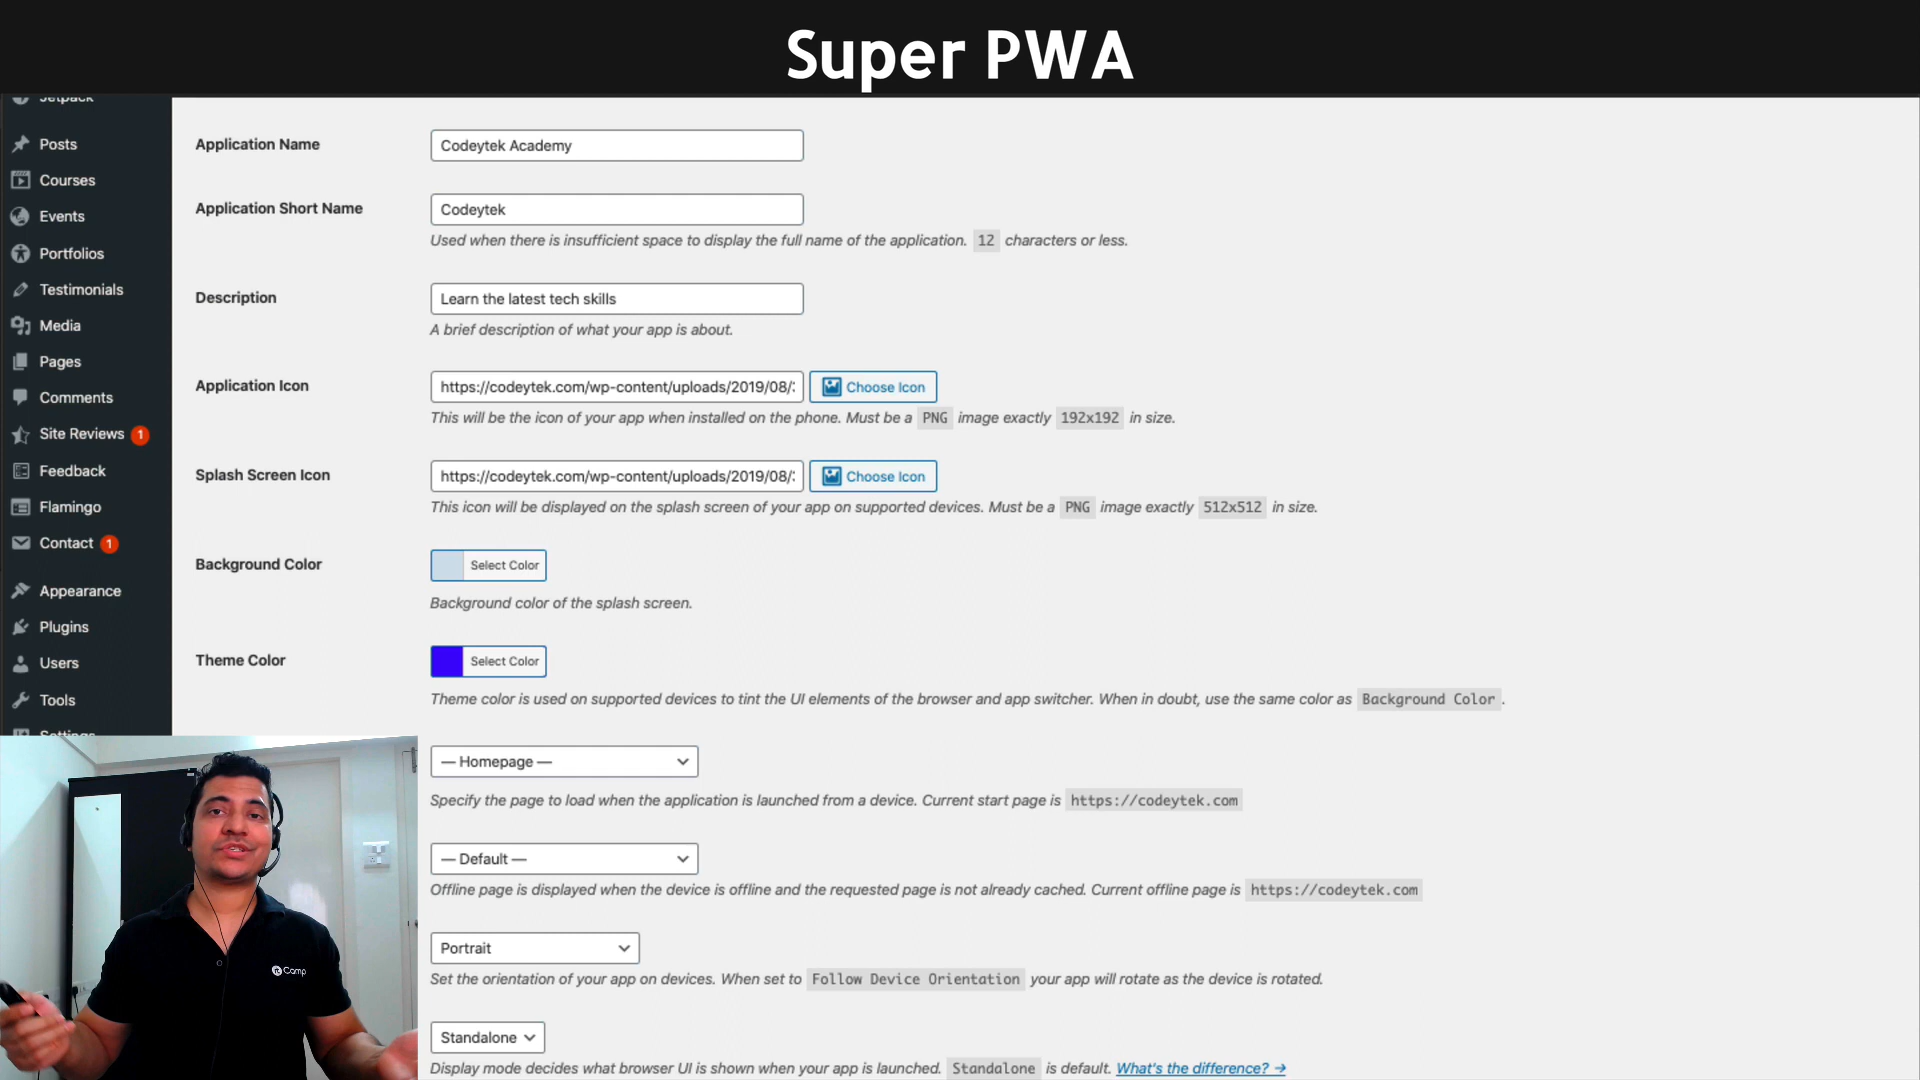 Super PWA
Jetpack
Posts
Courses
Events
Portfolios
Testimonials
Media
Pages
Comments
Site Reviews 1
Feedback
Flamingo
Contact 1
Appearance
Plugins
Users
Tools
Settings
Application Name
Codeytek Academy
Application Short Name
Codeytek
Used when there is insufficient space to display the full name of the application. 12 characters or less.
Description
Learn the latest tech skills
A brief description of what your app is about.
Application Icon
https://codeytek.com/wp-content/uploads/2019/08/
Choose Icon
This will be the icon of your app when installed on the phone. Must be a PNG image exactly 192x192 in size.
Splash Screen Icon
https://codeytek.com/wp-content/uploads/2019/08/
Choose Icon
This icon will be displayed on the splash screen of your app on supported devices. Must be a PNG image exactly 512x512 in size.
Background Color
Select Color
Background color of the splash screen.
Theme Color
Select Color
Theme color is used on supported devices to tint the UI elements of the browser and app switcher. When in doubt, use the same color as Background Color .
— Homepage —
Specify the page to load when the application is launched from a device. Current start page is https://codeytek.com
— Default —
Offline page is displayed when the device is offline and the requested page is not already cached. Current offline page is https://codeytek.com
Portrait
Set the orientation of your app on devices. When set to Follow Device Orientation your app will rotate as the device is rotated.
Standalone
Display mode decides what browser UI is shown when your app is launched. Standalone is default. What's the difference? →
rtCamp